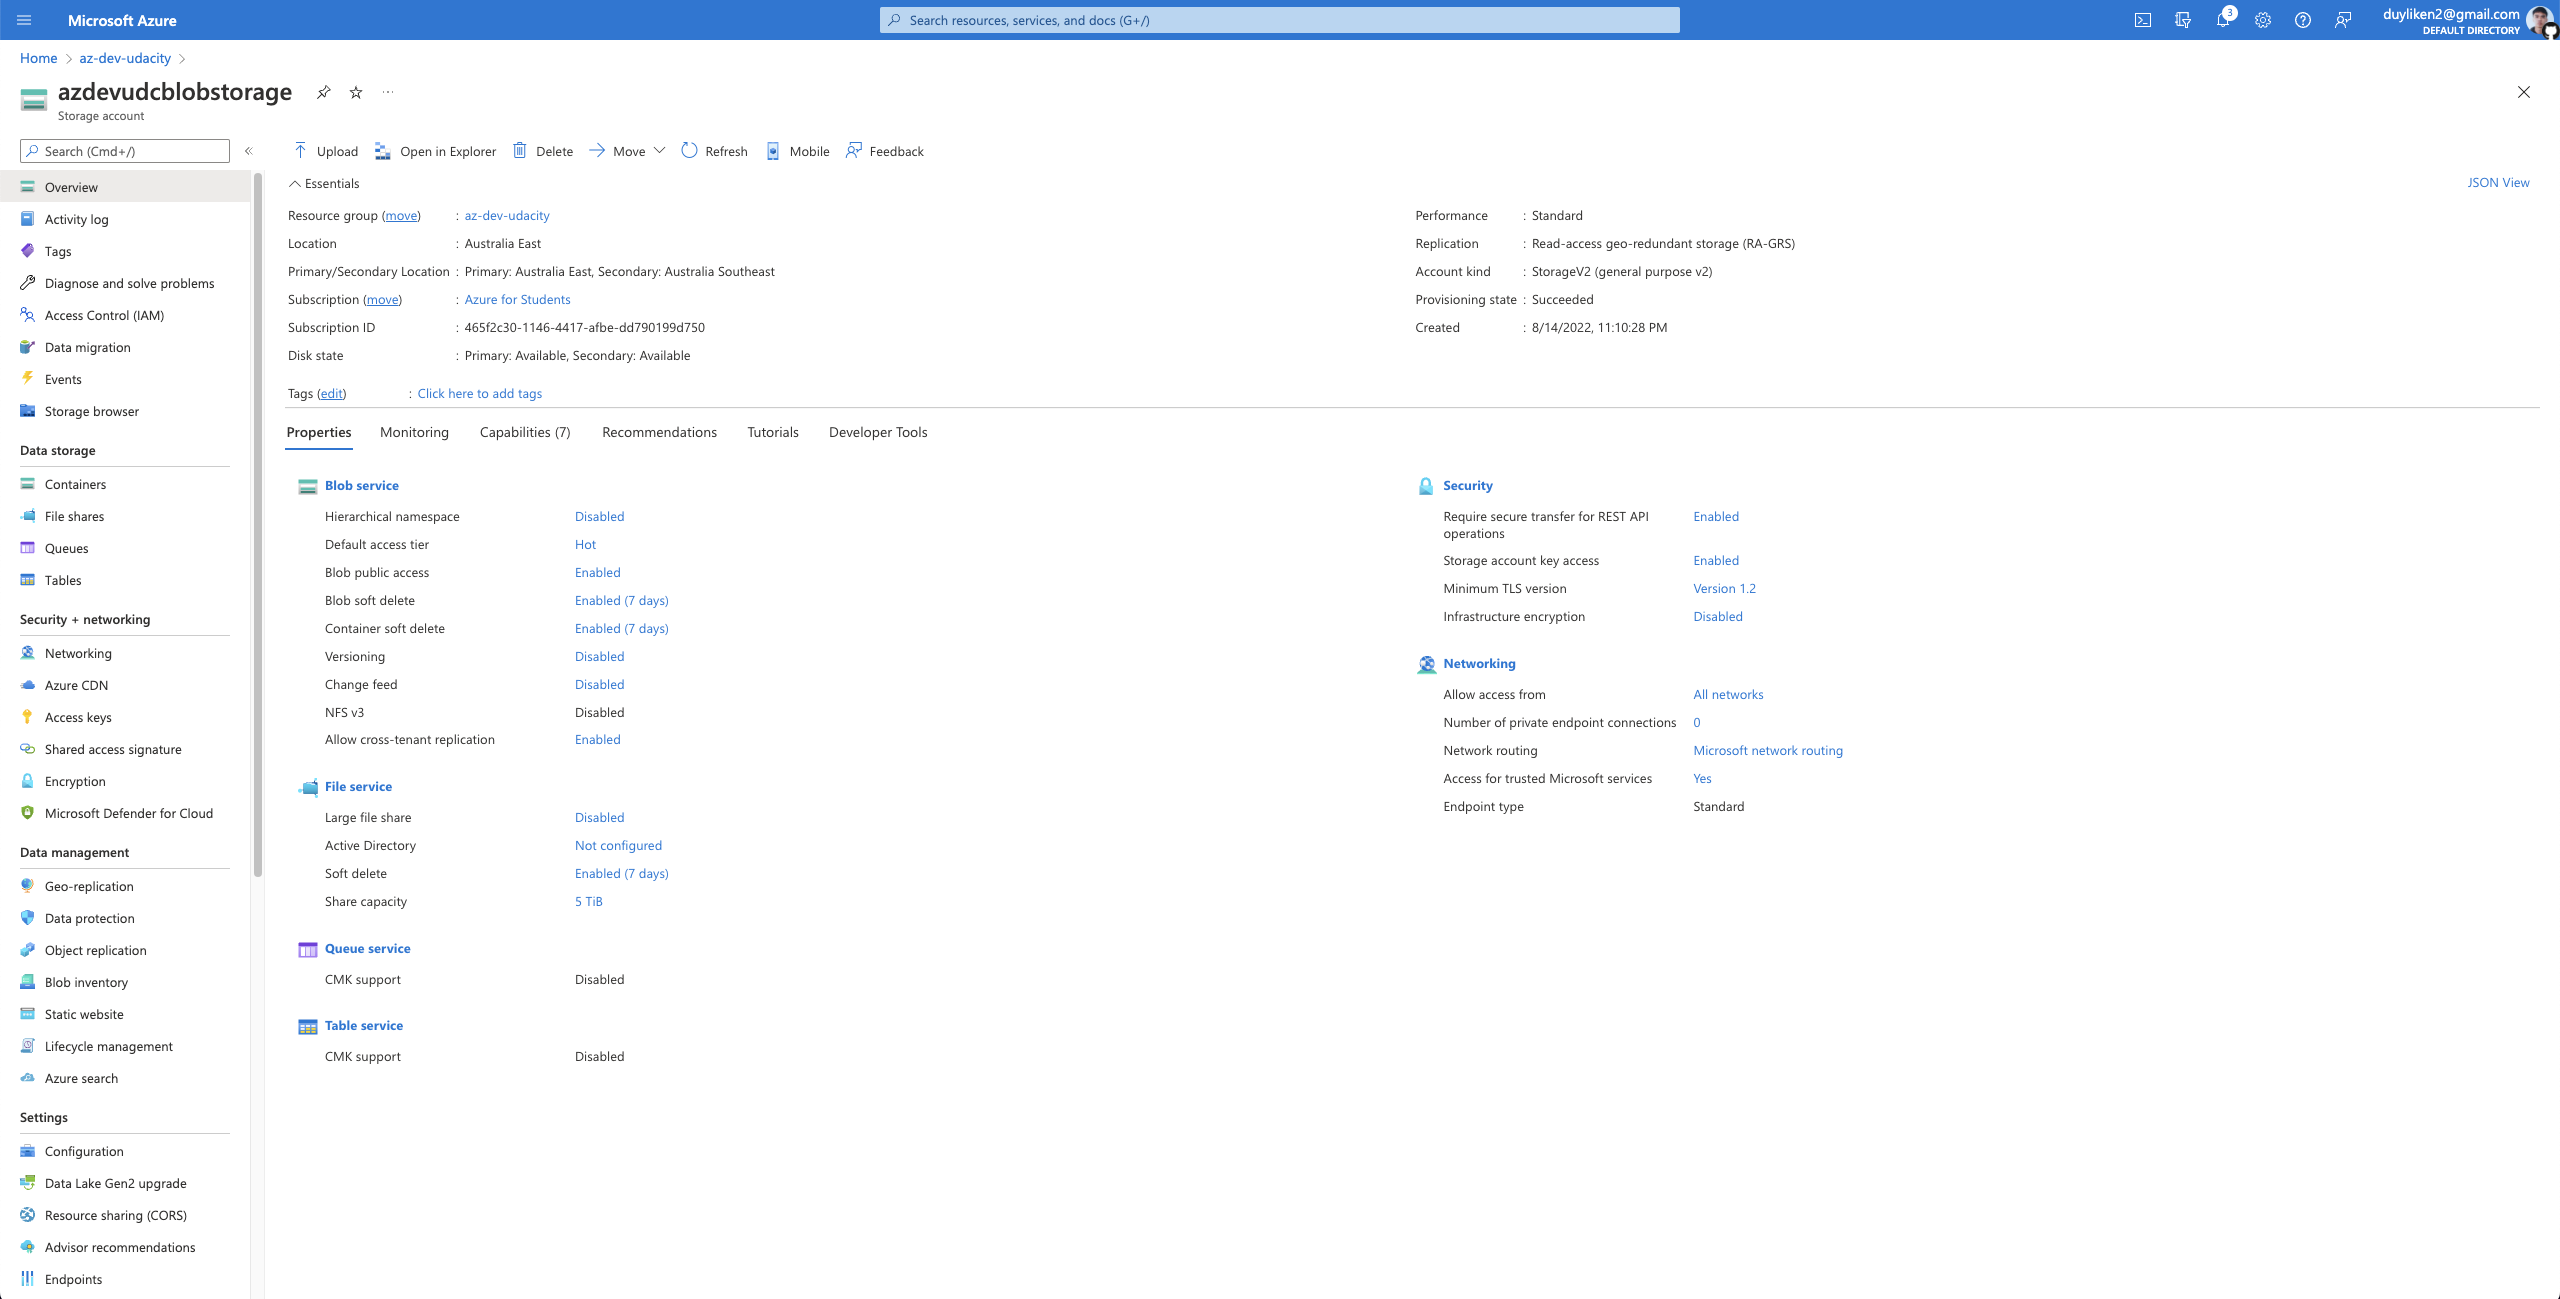 Microsoft Azure
Search resources, services, and docs (G+/)
3
duyliken2@gmail.com
DEFAULT DIRECTORY
Home > az-dev-udacity >
azdevudcblobstorage
Storage account
Search (Cmd+/)
Overview
Activity log
Tags
Diagnose and solve problems
Access Control (IAM)
Data migration
Events
Storage browser
Data storage
Containers
File shares
Queues
Tables
Security + networking
Networking
Azure CDN
Access keys
Shared access signature
Encryption
Microsoft Defender for Cloud
Data management
Geo-replication
Data protection
Object replication
Blob inventory
Static website
Lifecycle management
Azure search
Settings
Configuration
Data Lake Gen2 upgrade
Resource sharing (CORS)
Advisor recommendations
Endpoints
Upload Open in Explorer Delete Move Refresh Mobile Feedback
Essentials
JSON View
Resource group (move) : az-dev-udacity
Location : Australia East
Primary/Secondary Location : Primary: Australia East, Secondary: Australia Southeast
Subscription (move) : Azure for Students
Subscription ID : 465f2c30-1146-4417-afbe-dd790199d750
Disk state : Primary: Available, Secondary: Available
Performance : Standard
Replication : Read-access geo-redundant storage (RA-GRS)
Account kind : StorageV2 (general purpose v2)
Provisioning state : Succeeded
Created : 8/14/2022, 11:10:28 PM
Tags (edit) : Click here to add tags
Properties Monitoring Capabilities (7) Recommendations Tutorials Developer Tools
Blob service
Hierarchical namespace Disabled
Default access tier Hot
Blob public access Enabled
Blob soft delete Enabled (7 days)
Container soft delete Enabled (7 days)
Versioning Disabled
Change feed Disabled
NFS v3 Disabled
Allow cross-tenant replication Enabled
File service
Large file share Disabled
Active Directory Not configured
Soft delete Enabled (7 days)
Share capacity 5 TiB
Queue service
CMK support Disabled
Table service
CMK support Disabled
Security
Require secure transfer for REST API Enabled
operations
Storage account key access Enabled
Minimum TLS version Version 1.2
Infrastructure encryption Disabled
Networking
Allow access from All networks
Number of private endpoint connections 0
Network routing Microsoft network routing
Access for trusted Microsoft services Yes
Endpoint type Standard